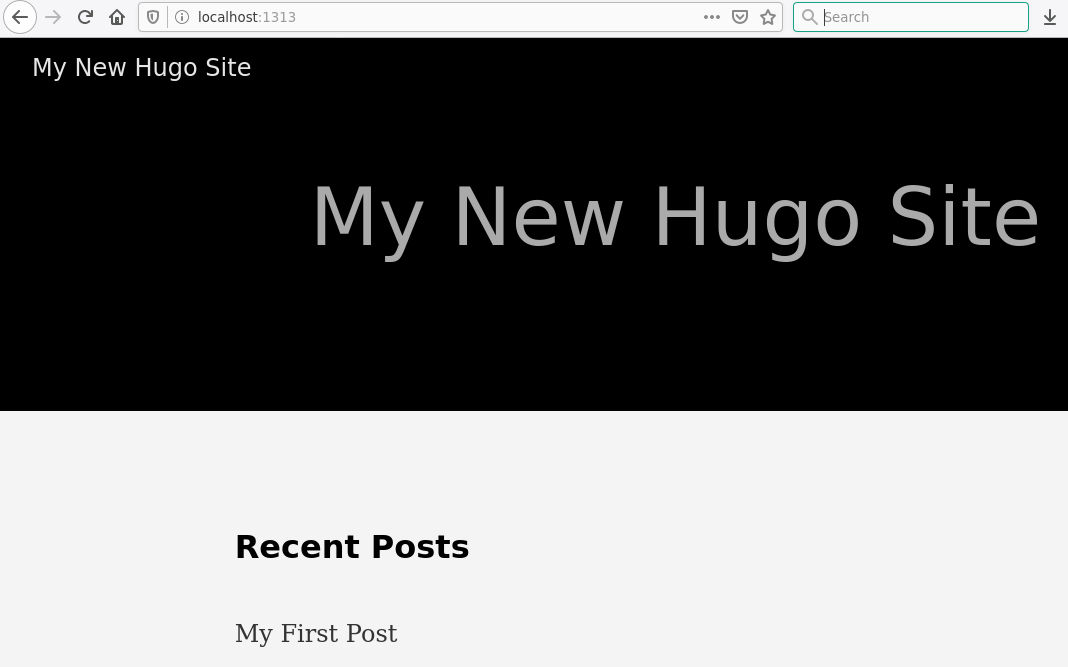 localhost:1313
Search
My New Hugo Site
My New Hugo Site
Recent Posts
My First Post